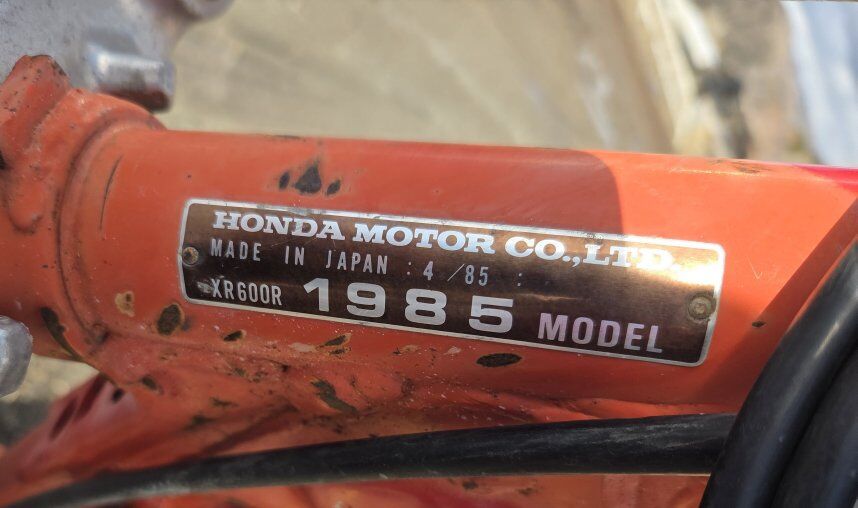 HONDA MOTOR CO.,LTD.
MADE IN JAPAN : 4 / 85 :
XR600R 1985 MODEL